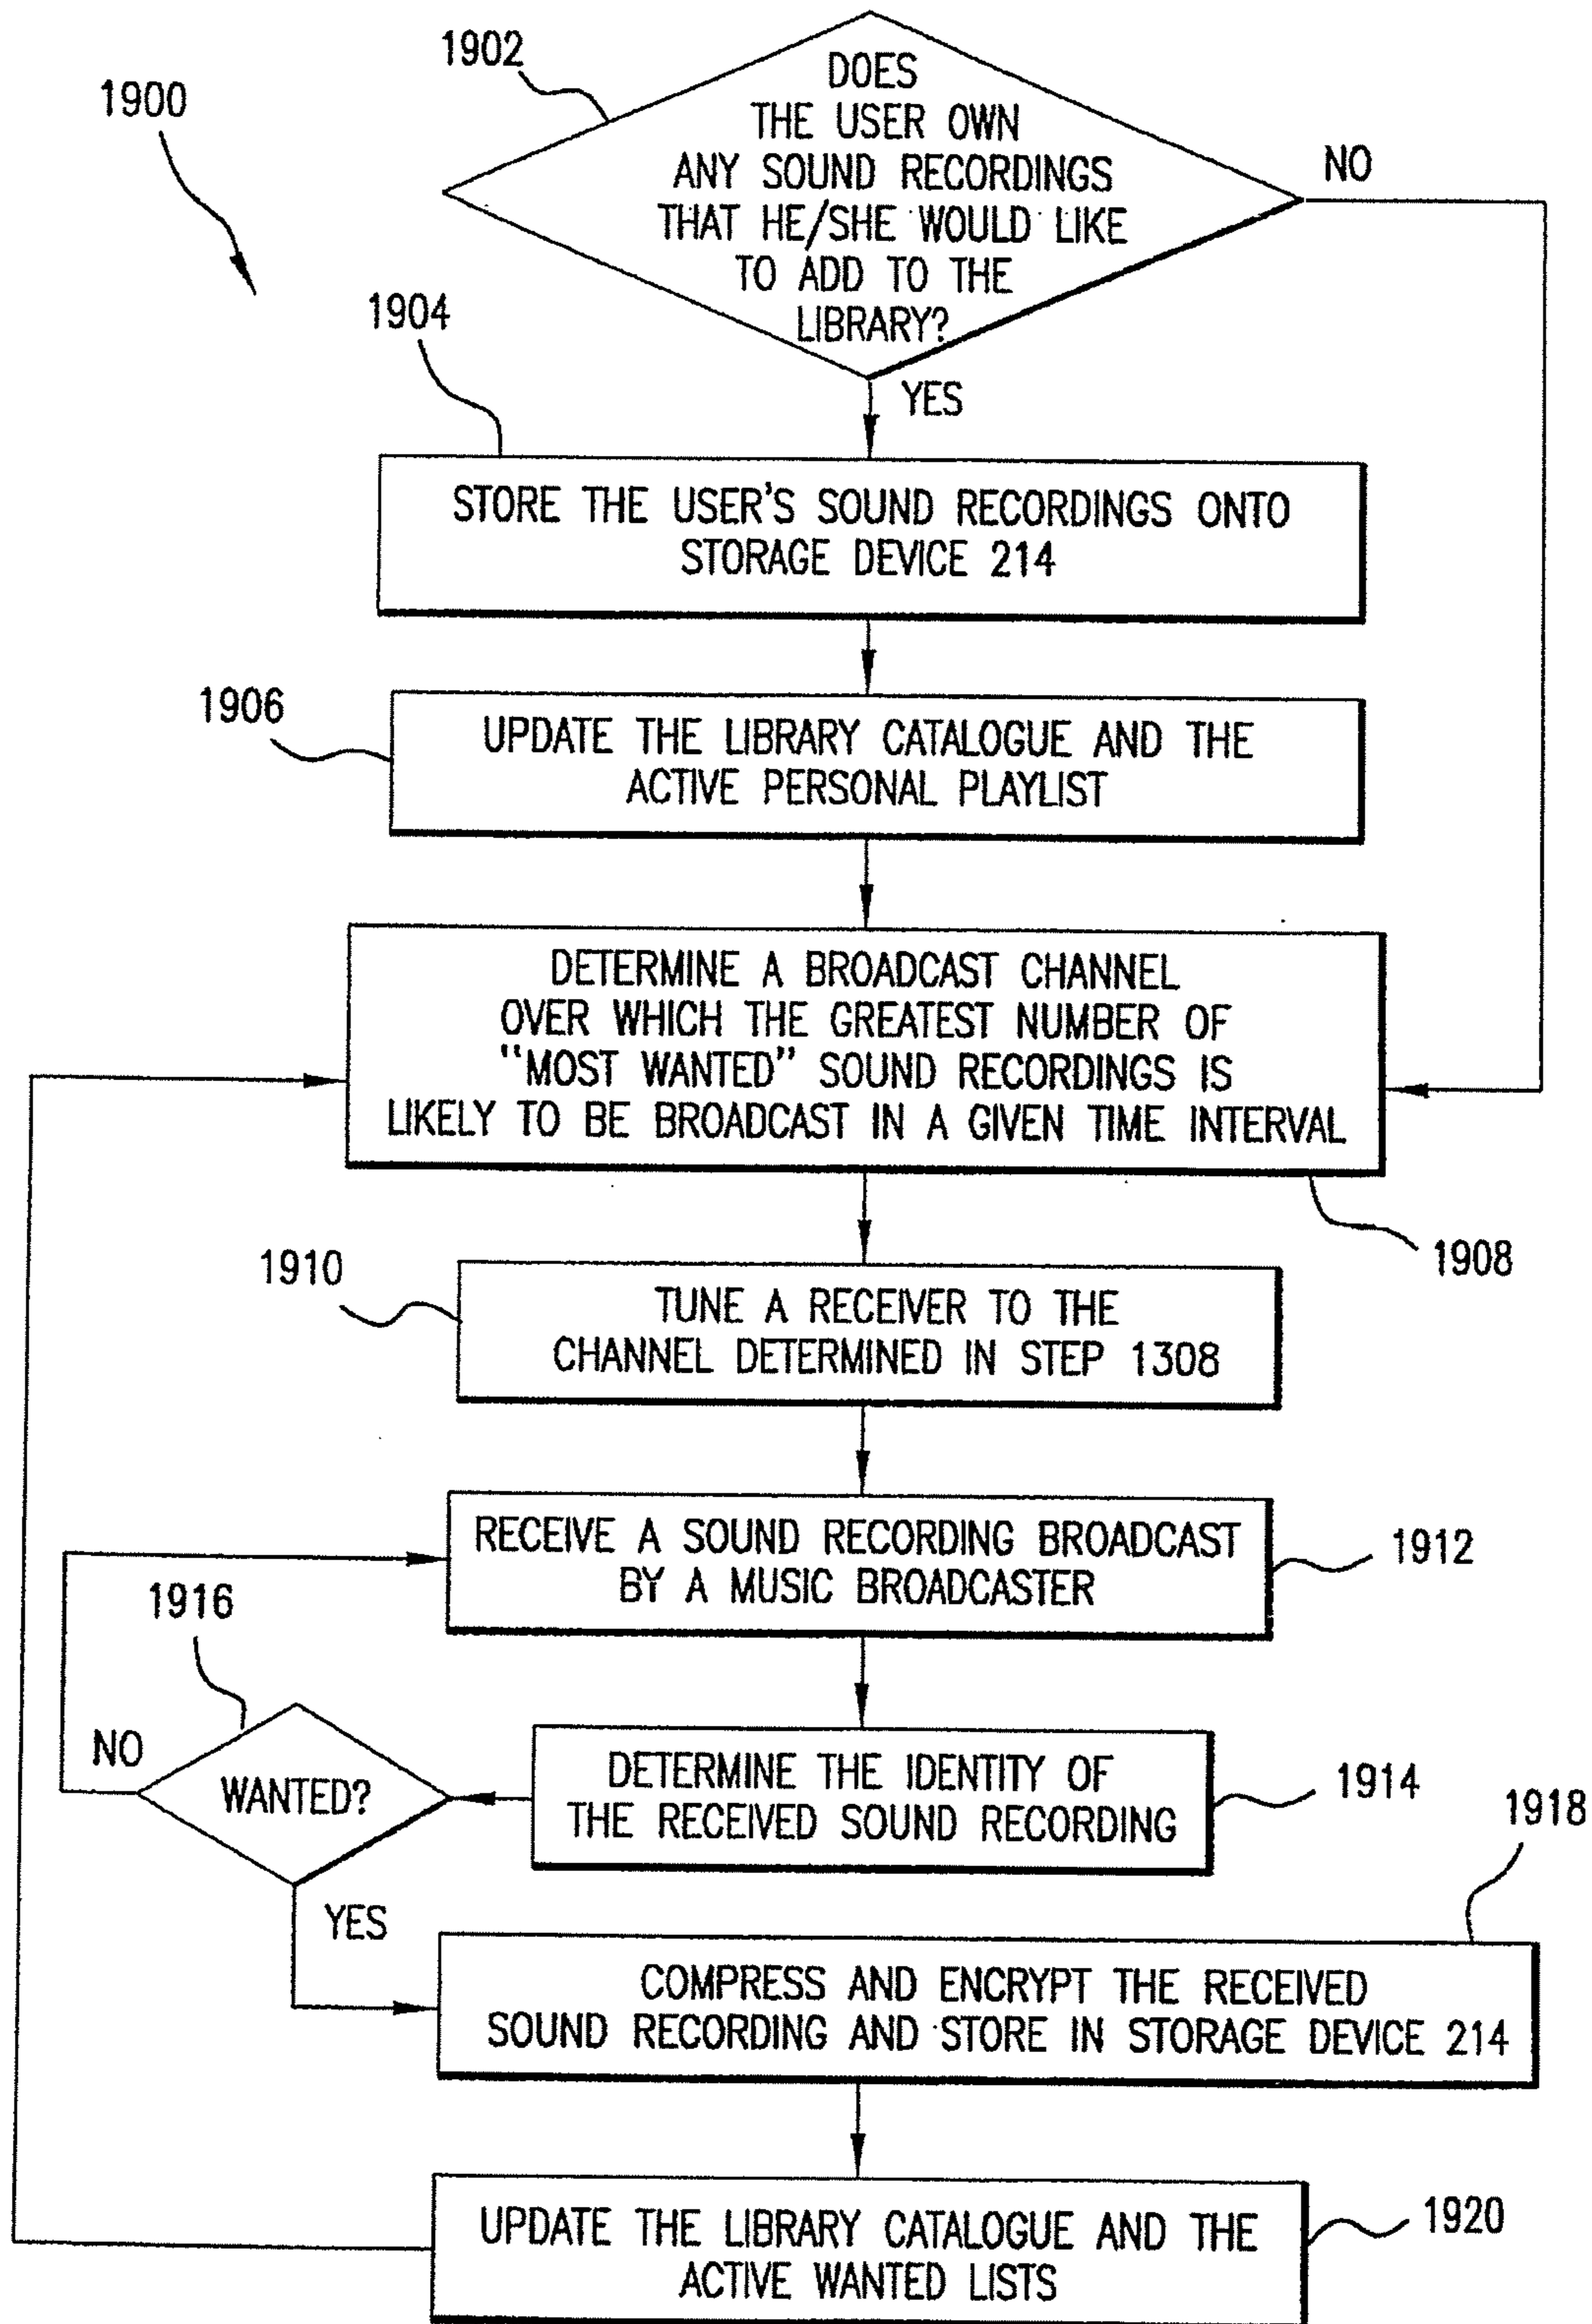 1902
1900
DOES
THE USER OWN
ANY SOUND RECORDINGS
THAT HE/SHE WOULD LIKE
TO ADD TO THE
LIBRARY?
NO
YES
1904
STORE THE USER'S SOUND RECORDINGS ONTO
STORAGE DEVICE 214
1906
UPDATE THE LIBRARY CATALOGUE AND THE
ACTIVE PERSONAL PLAYLIST
DETERMINE A BROADCAST CHANNEL
OVER WHICH THE GREATEST NUMBER OF
"MOST WANTED" SOUND RECORDINGS IS
LIKELY TO BE BROADCAST IN A GIVEN TIME INTERVAL
1908
1910
TUNE A RECEIVER TO THE
CHANNEL DETERMINED IN STEP 1308
RECEIVE A SOUND RECORDING BROADCAST
BY A MUSIC BROADCASTER
1912
1916
NO
WANTED?
YES
DETERMINE THE IDENTITY OF
THE RECEIVED SOUND RECORDING
1914
1918
COMPRESS AND ENCRYPT THE RECEIVED
SOUND RECORDING AND STORE IN STORAGE DEVICE 214
UPDATE THE LIBRARY CATALOGUE AND THE
ACTIVE WANTED LISTS
1920